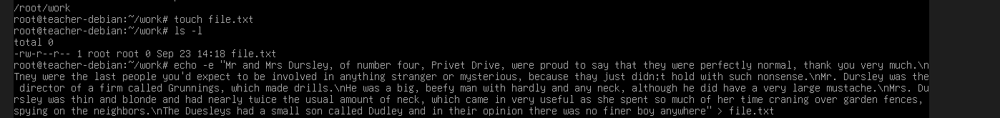 /root/work
root@teacher-debian:~/work# touch file.txt
root@teacher-debian:~/work# ls -l
total 0
-rw-r--r-- 1 root root 0 Sep 23 14:18 file.txt
root@teacher-debian:~/work# echo -e "Mr and Mrs Dursley, of number four, Privet Drive, were proud to say that they were perfectly normal, thank you very much.\n
They were the last people you'd expect to be involved in anything stranger or mysterious, because thay just didn;t hold with such nonsense.\nMr. Dursley was the
 director of a firm called Grunnings, which made drills.\nHe was a big, beefy man with hardly and any neck, although he did have a very large mustache.\nMrs. Du
rsley was thin and blonde and had nearly twice the usual amount of neck, which came in very useful as she spent so much of her time craning over garden fences,
spying on the neighbors.\nThe Duesleys had a small son called Dudley and in their opinion there was no finer boy anywhere" > file.txt